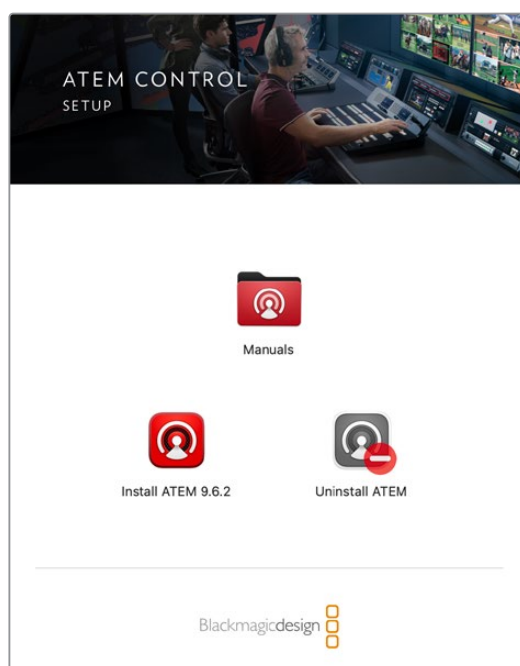 ATEM CONTROL
SETUP
Manuals
Install ATEM 9.6.2
Uninstall ATEM
Blackmagicdesign